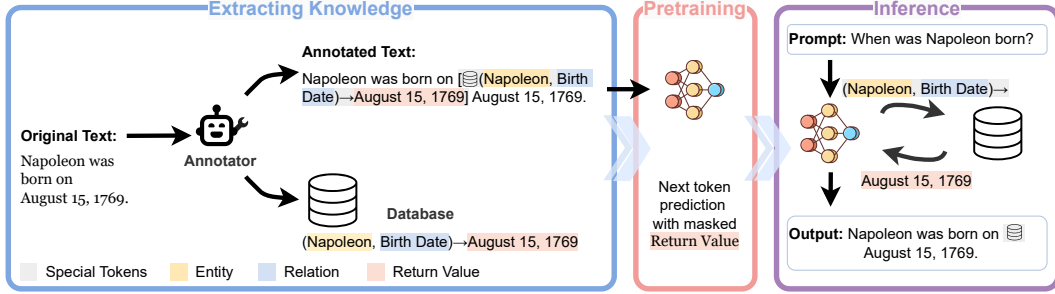 Extracting Knowledge
Original Text:
Napoleon was
born on
August 15, 1769.
Annotator
Annotated Text:
Napoleon was born on [(Napoleon, Birth
Date)→August 15, 1769] August 15, 1769.
Database
(Napoleon, Birth Date)→August 15, 1769
Special Tokens
Entity
Relation
Return Value
Pretraining
Next token
prediction
with masked
Return Value
Inference
Prompt: When was Napoleon born?
(Napoleon, Birth Date)→
August 15, 1769
Output: Napoleon was born on
August 15, 1769.